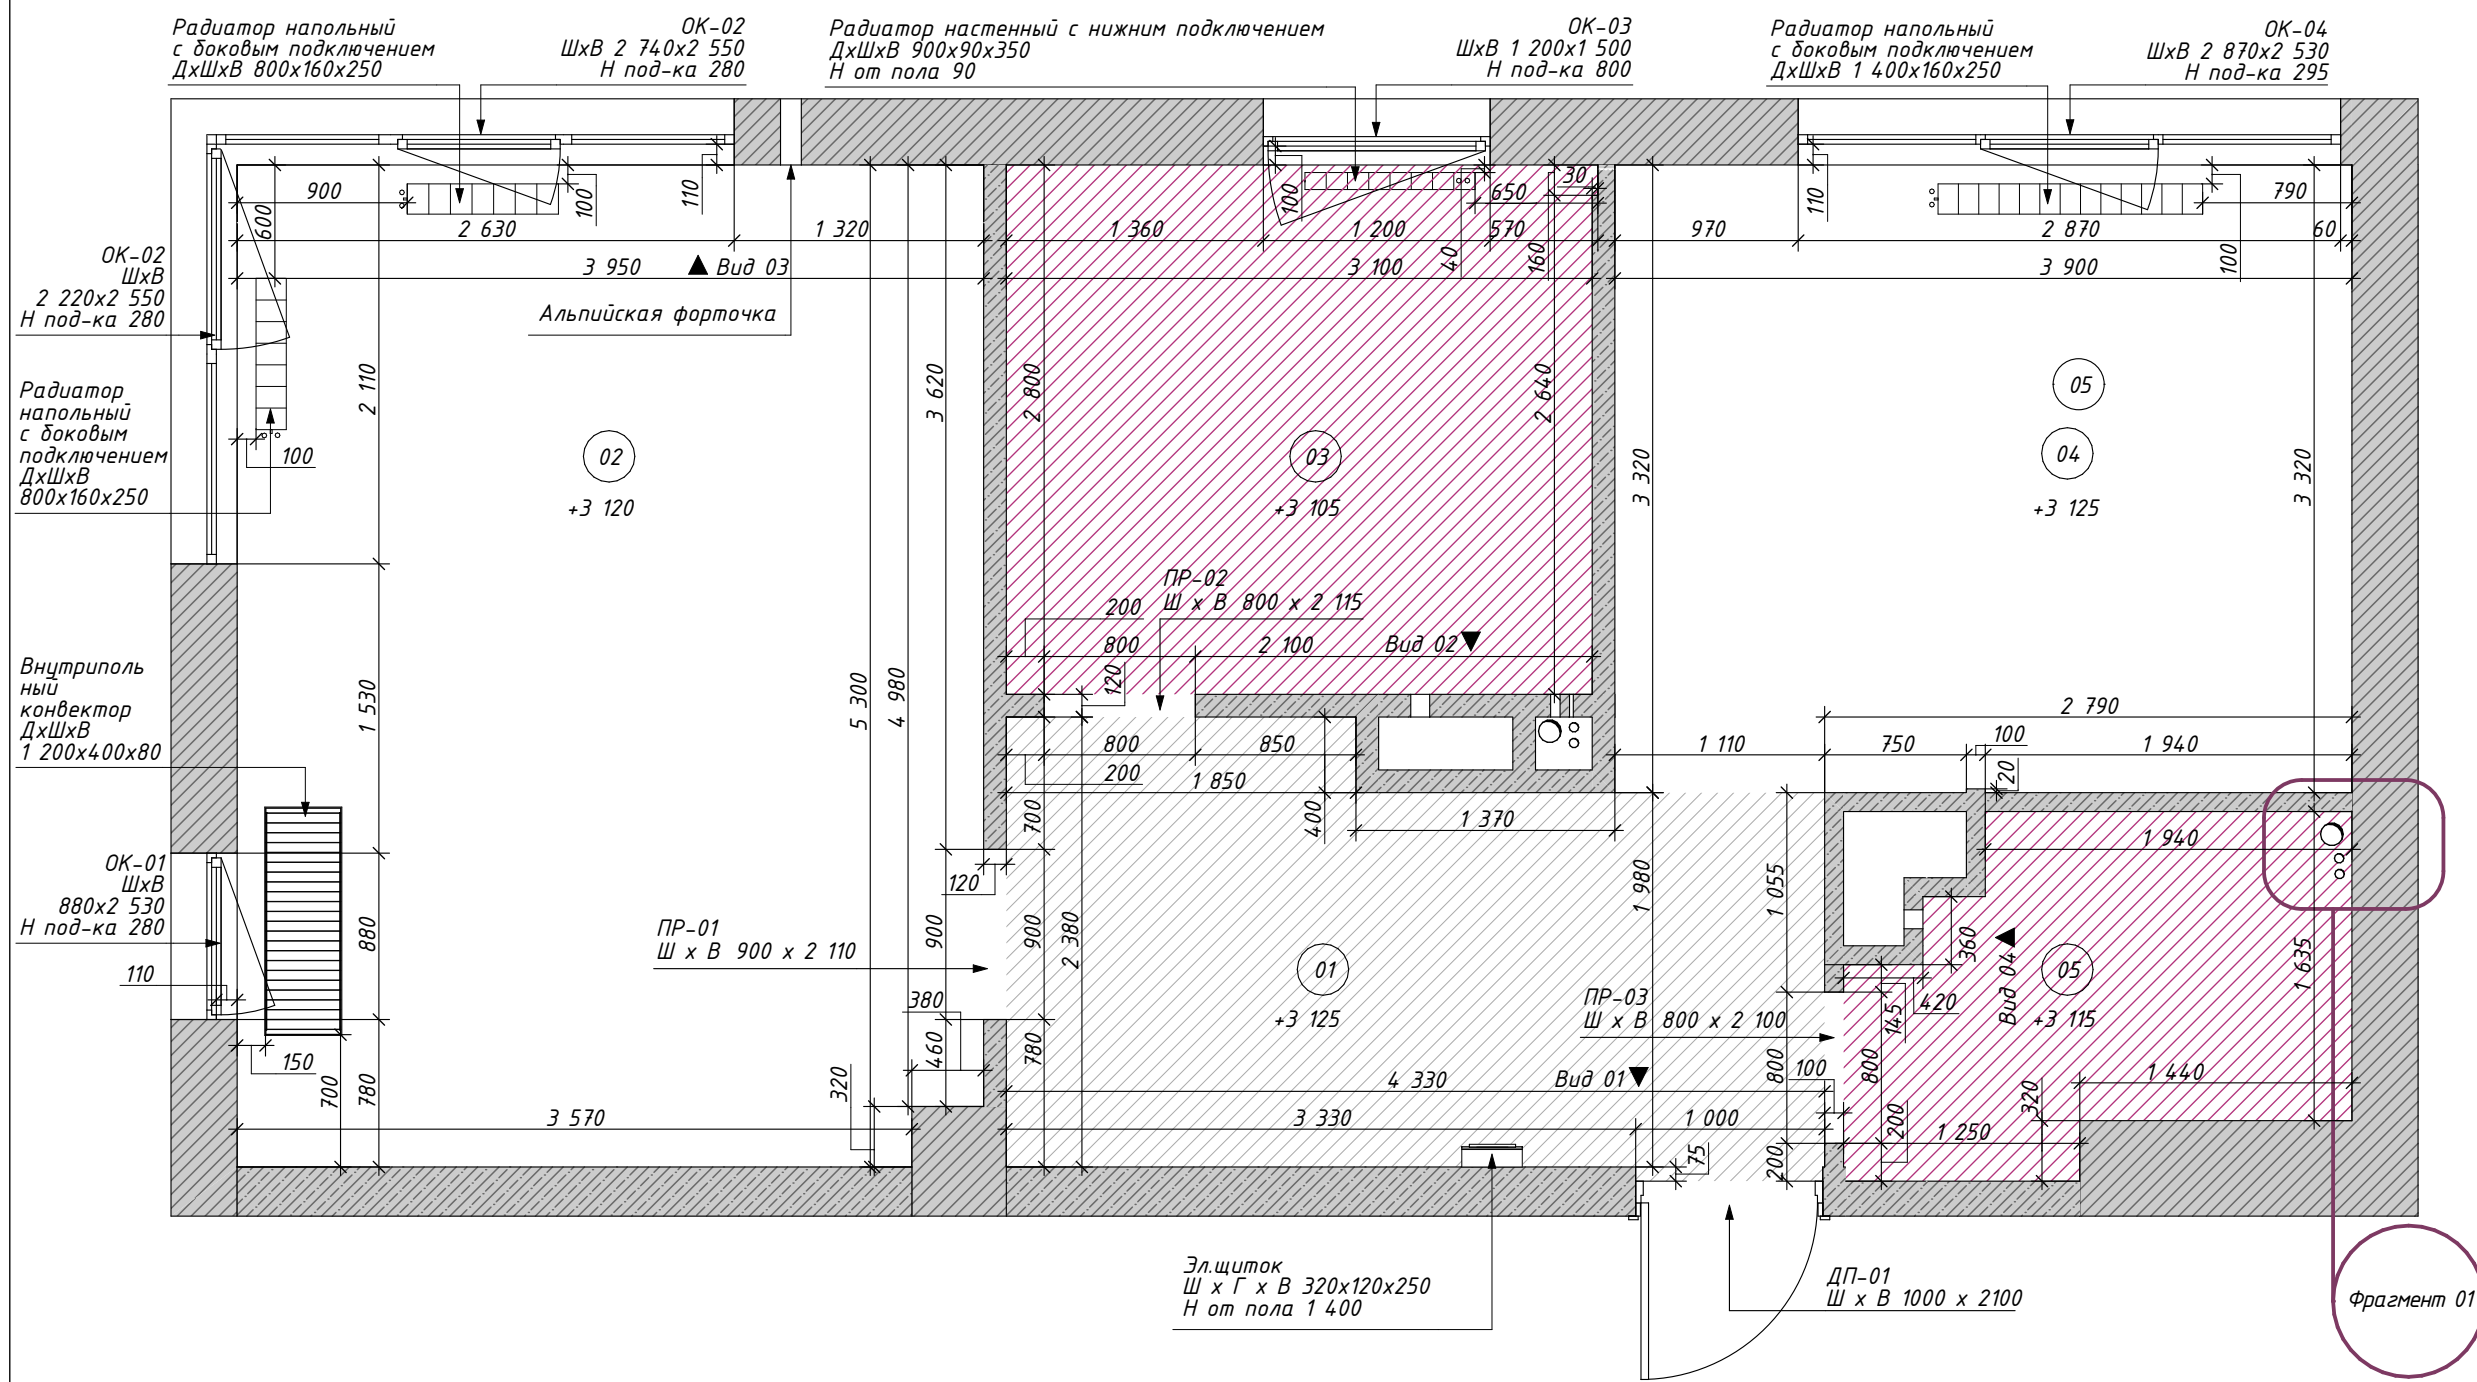 Радиатор напольный
с боковым подключением
ДхШхВ 800х160х250
ОК-02
ШхВ 2 740х2 550
Н под-ка 280
Радиатор настенный с нижним подключением
ДхШхВ 900х90х350
Н от пола 90
ОК-03
ШхВ 1 200х1 500
Н под-ка 800
Радиатор напольный
с боковым подключением
ДхШхВ 1 400х160х250
ОК-04
ШхВ 2 870х2 530
Н под-ка 295
900
600
100
110
2 630
1 320
3 950
Вид 03
Альпийская форточка
1 360
100
1 200
650
30
570
40
160
3 100
970
110
2 870
790
60
100
3 900
ОК-02
ШхВ
2 220х2 550
Н под-ка 280
Радиатор
напольный
с боковым
подключением
ДхШхВ
800х160х250
100
2 110
02
+3 120
3 620
2 800
03
+3 105
2 640
3 320
05
04
+3 125
3 320
ПР-02
Ш х В 800 х 2 115
200
800
2 100
Вид 02
120
Внутриполь
ный
конвектор
ДхШхВ
1 200х400х80
1 530
5 300
4 980
800
850
200
1 850
700
400
1 370
1 110
2 790
750
100
1 940
20
1 940
ОК-01
ШхВ
880х2 530
Н под-ка 280
110
880
ПР-01
Ш х В 900 х 2 110
120
900
900
2 380
01
+3 125
1 980
1 055
360
420
145
Вид 04
05
+3 115
1 635
ПР-03
Ш х В 800 х 2 100
150
700
780
380
460
320
780
4 330
Вид 01
800
100
800
3 570
3 330
1 000
75
200
200
1 250
320
1 440
Эл.щиток
Ш х Г х В 320х120х250
Н от пола 1 400
ДП-01
Ш х В 1000 х 2100
Фрагмент 01